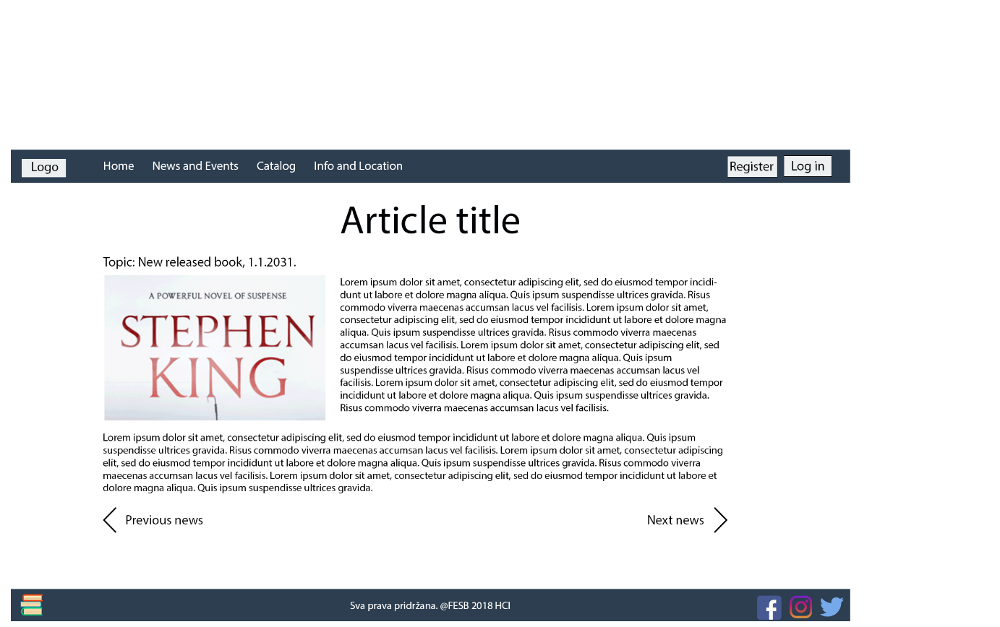 Logo
Home
News and Events
Catalog
Info and Location
Register
Log in
Article title
Topic: New released book, 1.1.2031.
A POWERFUL NOVEL OF SUSPENSE
STEPHEN
KING
Lorem ipsum dolor sit amet, consectetur adipiscing elit, sed do eiusmod tempor incidi-
dunt ut labore et dolore magna aliqua. Quis ipsum suspendisse ultrices gravida. Risus
commodo viverra maecenas accumsan lacus vel facilisis. Lorem ipsum dolor sit amet,
consectetur adipiscing elit, sed do eiusmod tempor incididunt ut labore et dolore magna
aliqua. Quis ipsum suspendisse ultrices gravida. Risus commodo viverra maecenas
accumsan lacus vel facilisis. Lorem ipsum dolor sit amet, consectetur adipiscing elit, sed
do eiusmod tempor incididunt ut labore et dolore magna aliqua. Quis ipsum
suspendisse ultrices gravida. Risus commodo viverra maecenas accumsan lacus vel
facilisis. Lorem ipsum dolor sit amet, consectetur adipiscing elit, sed do eiusmod tempor
incididunt ut labore et dolore magna aliqua. Quis ipsum suspendisse ultrices gravida.
Risus commodo viverra maecenas accumsan lacus vel facilisis.
Lorem ipsum dolor sit amet, consectetur adipiscing elit, sed do eiusmod tempor incididunt ut labore et dolore magna aliqua. Quis ipsum
suspendisse ultrices gravida. Risus commodo viverra maecenas accumsan lacus vel facilisis. Lorem ipsum dolor sit amet, consectetur adipiscing
elit, sed do eiusmod tempor incididunt ut labore et dolore magna aliqua. Quis ipsum suspendisse ultrices gravida. Risus commodo viverra
maecenas accumsan lacus vel facilisis. Lorem ipsum dolor sit amet, consectetur adipiscing elit, sed do eiusmod tempor incididunt ut labore et
dolore magna aliqua. Quis ipsum suspendisse ultrices gravida.
Previous news
Next news
Sva prava pridržana. @FESB 2018 HCI